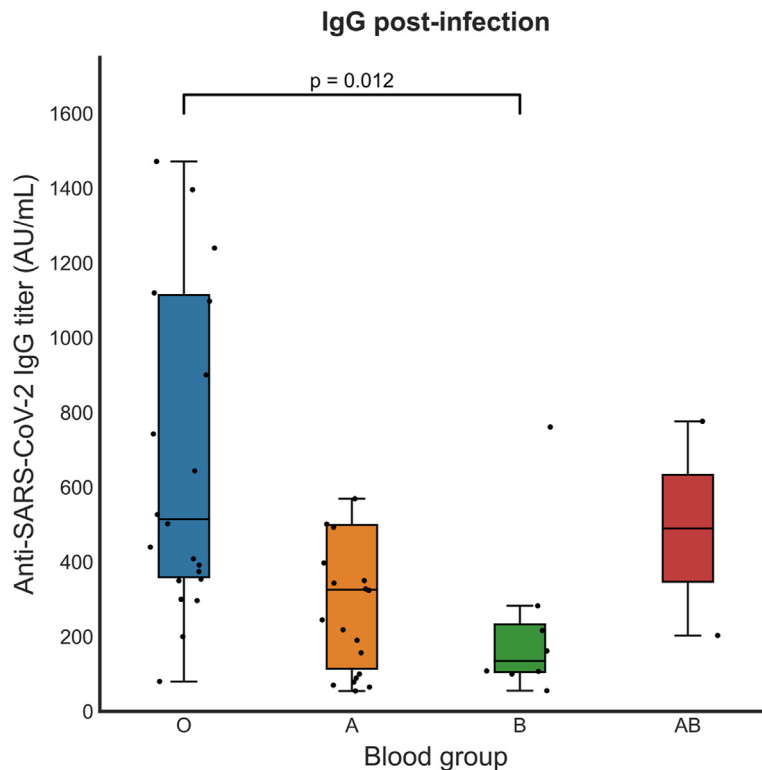 IgG post-infection
p = 0.012
Anti-SARS-CoV-2 IgG titer (AU/mL)
1600
1400
1200
1000
800
600
400
200
0
O
A
B
AB
Blood group